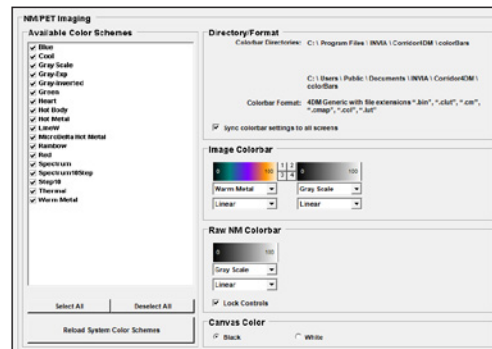 NM/PET Imaging
Available Color Schemes
Blue
Cool
Gray Scale
Gray-Exp
Gray-Inverted
Green
Heart
Hot Body
Hot Metal
LineW
MicroDelta Hot Metal
Rainbow
Red
Spectrum
Spectrum10Step
Step10
Thermal
Warm Metal
Select All
Deselect All
Reload System Color Schemes
Directory/Format
Colorbar Directories: C: \ Program Files \ INVIA \ Corridor4DM \ colorBars
C: \ Users \ Public \ Documents \ INVIA \ Corridor4DM \
colorBars
Colorbar Format: 4DM Generic with file extensions "*.bin", "*.clut", "*.cm",
"*.cmap", "*.col", "*.lut"
Sync colorbar settings to all screens
Image Colorbar
0 100 1 2 0 100
3 4
Warm Metal Gray Scale
Linear Linear
Raw NM Colorbar
0 100
Gray Scale
Linear
Lock Controls
Canvas Color
Black White